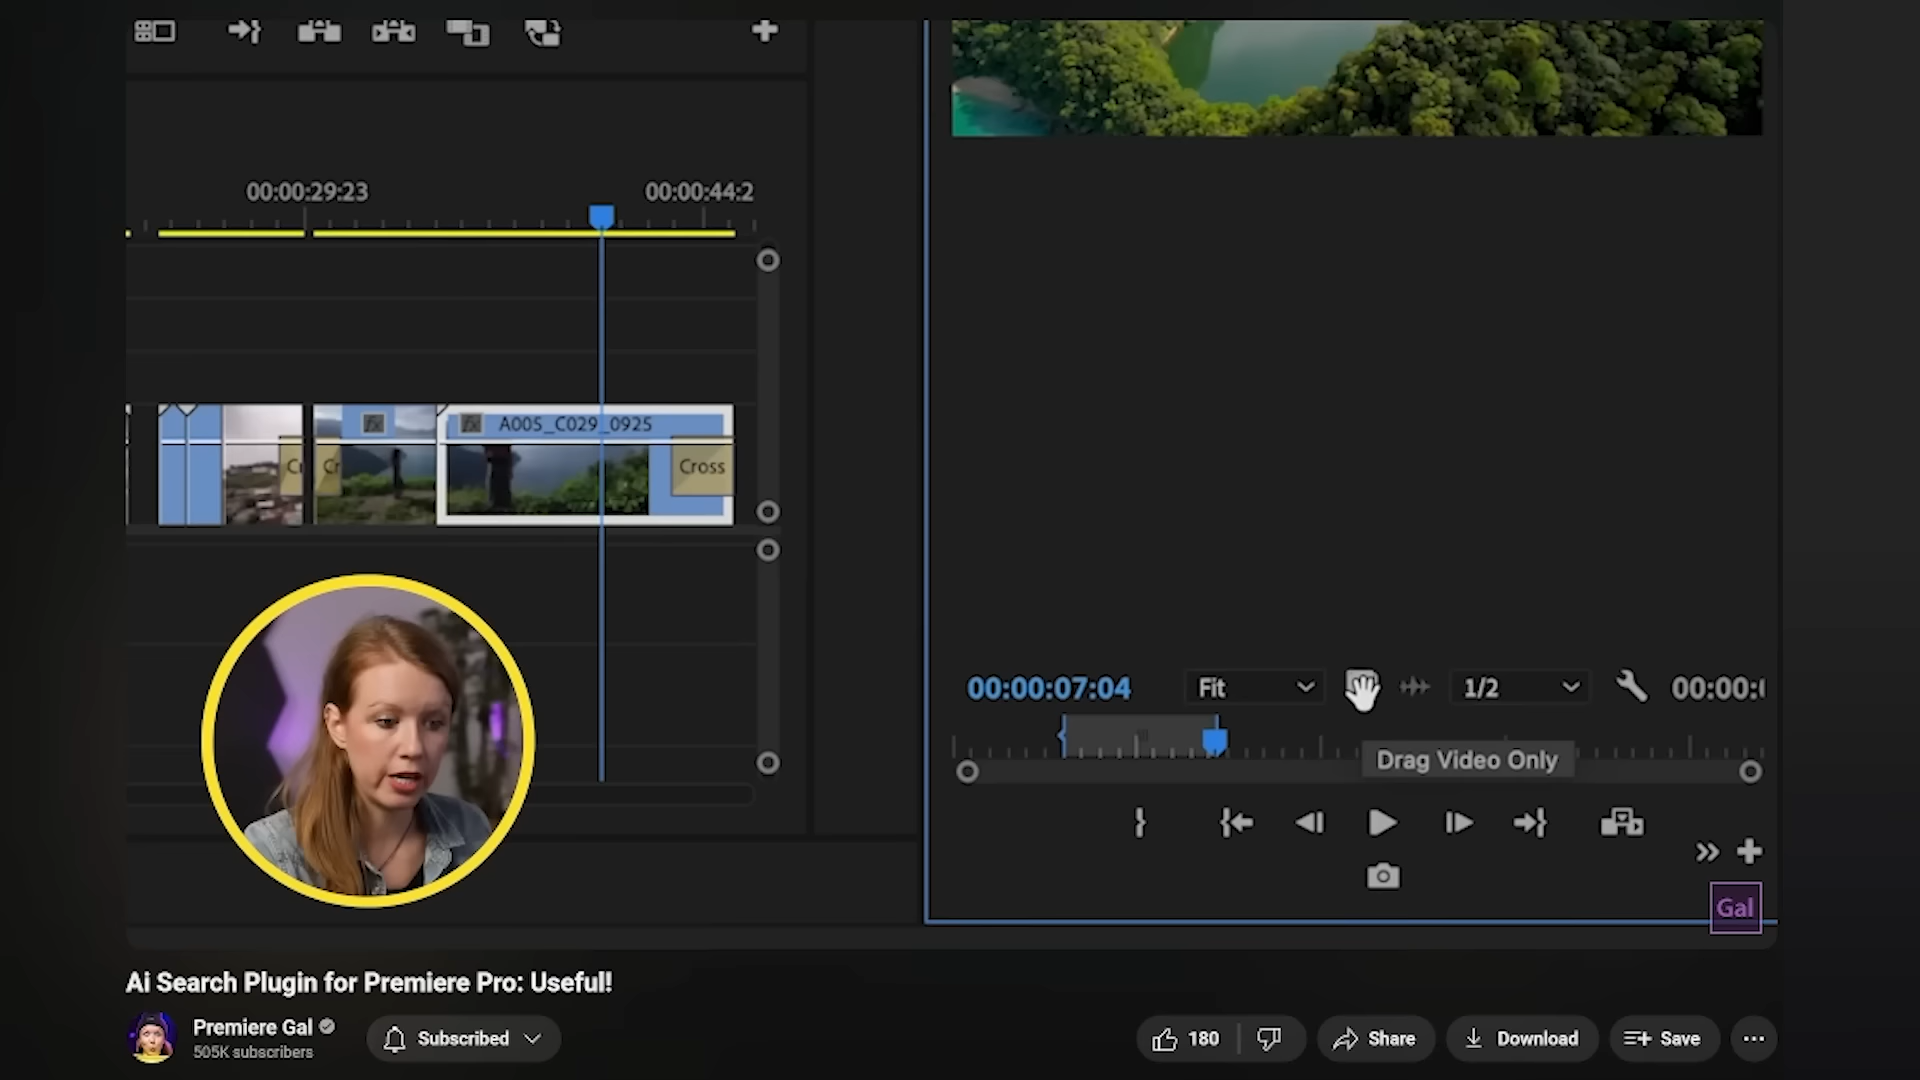 00:00:29:23
00:00:44:2
A005_C029_0925
Cr
Cross
00:00:07:04
Fit
1/2
00:00:
Drag Video Only
Gal
Ai Search Plugin for Premiere Pro: Useful!
Premiere Gal
505K subscribers
Subscribed
180
Share
Download
Save